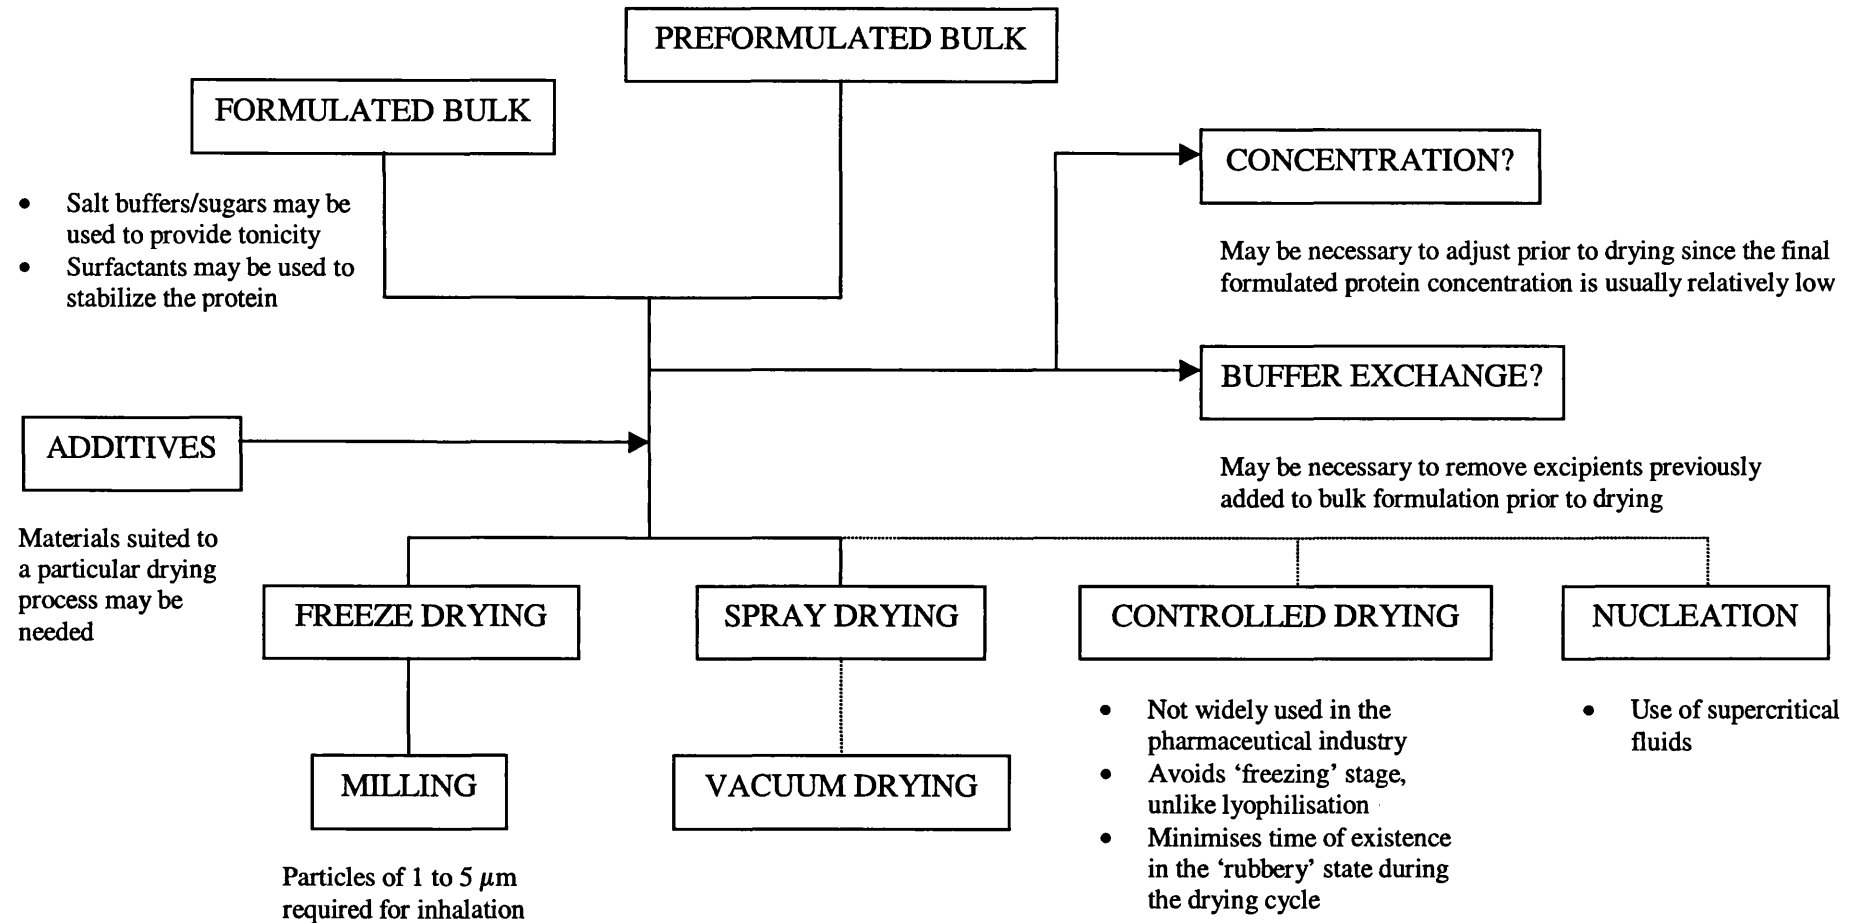 PREFORMULATED BULK
FORMULATED BULK
• Salt buffers/sugars may be
used to provide tonicity
• Surfactants may be used to
stabilize the protein
CONCENTRATION?
May be necessary to adjust prior to drying since the final
formulated protein concentration is usually relatively low
BUFFER EXCHANGE?
May be necessary to remove excipients previously
added to bulk formulation prior to drying
ADDITIVES
Materials suited to
a particular drying
process may be
needed
FREEZE DRYING
SPRAY DRYING
CONTROLLED DRYING
NUCLEATION
MILLING
Particles of 1 to 5 μm
required for inhalation
VACUUM DRYING
• Not widely used in the
pharmaceutical industry
• Avoids ‘freezing’ stage,
unlike lyophilisation
• Minimises time of existence
in the ‘rubbery’ state during
the drying cycle
• Use of supercritical
fluids